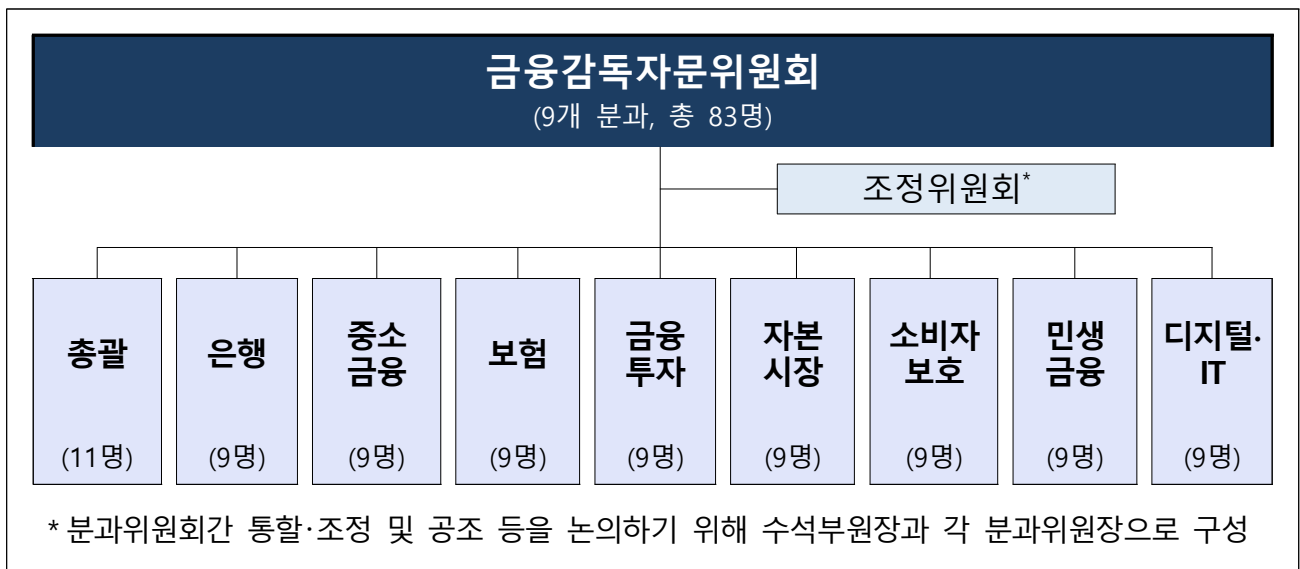 금융감독자문위원회
(9개 분과, 총 83명)
조정위원회*
총괄
(11명)
은행
(9명)
중소
금융
(9명)
보험
(9명)
금융
투자
(9명)
자본
시장
(9명)
소비자
보호
(9명)
민생
금융
(9명)
디지털·
IT
(9명)
* 분과위원회간 통할·조정 및 공조 등을 논의하기 위해 수석부원장과 각 분과위원장으로 구성